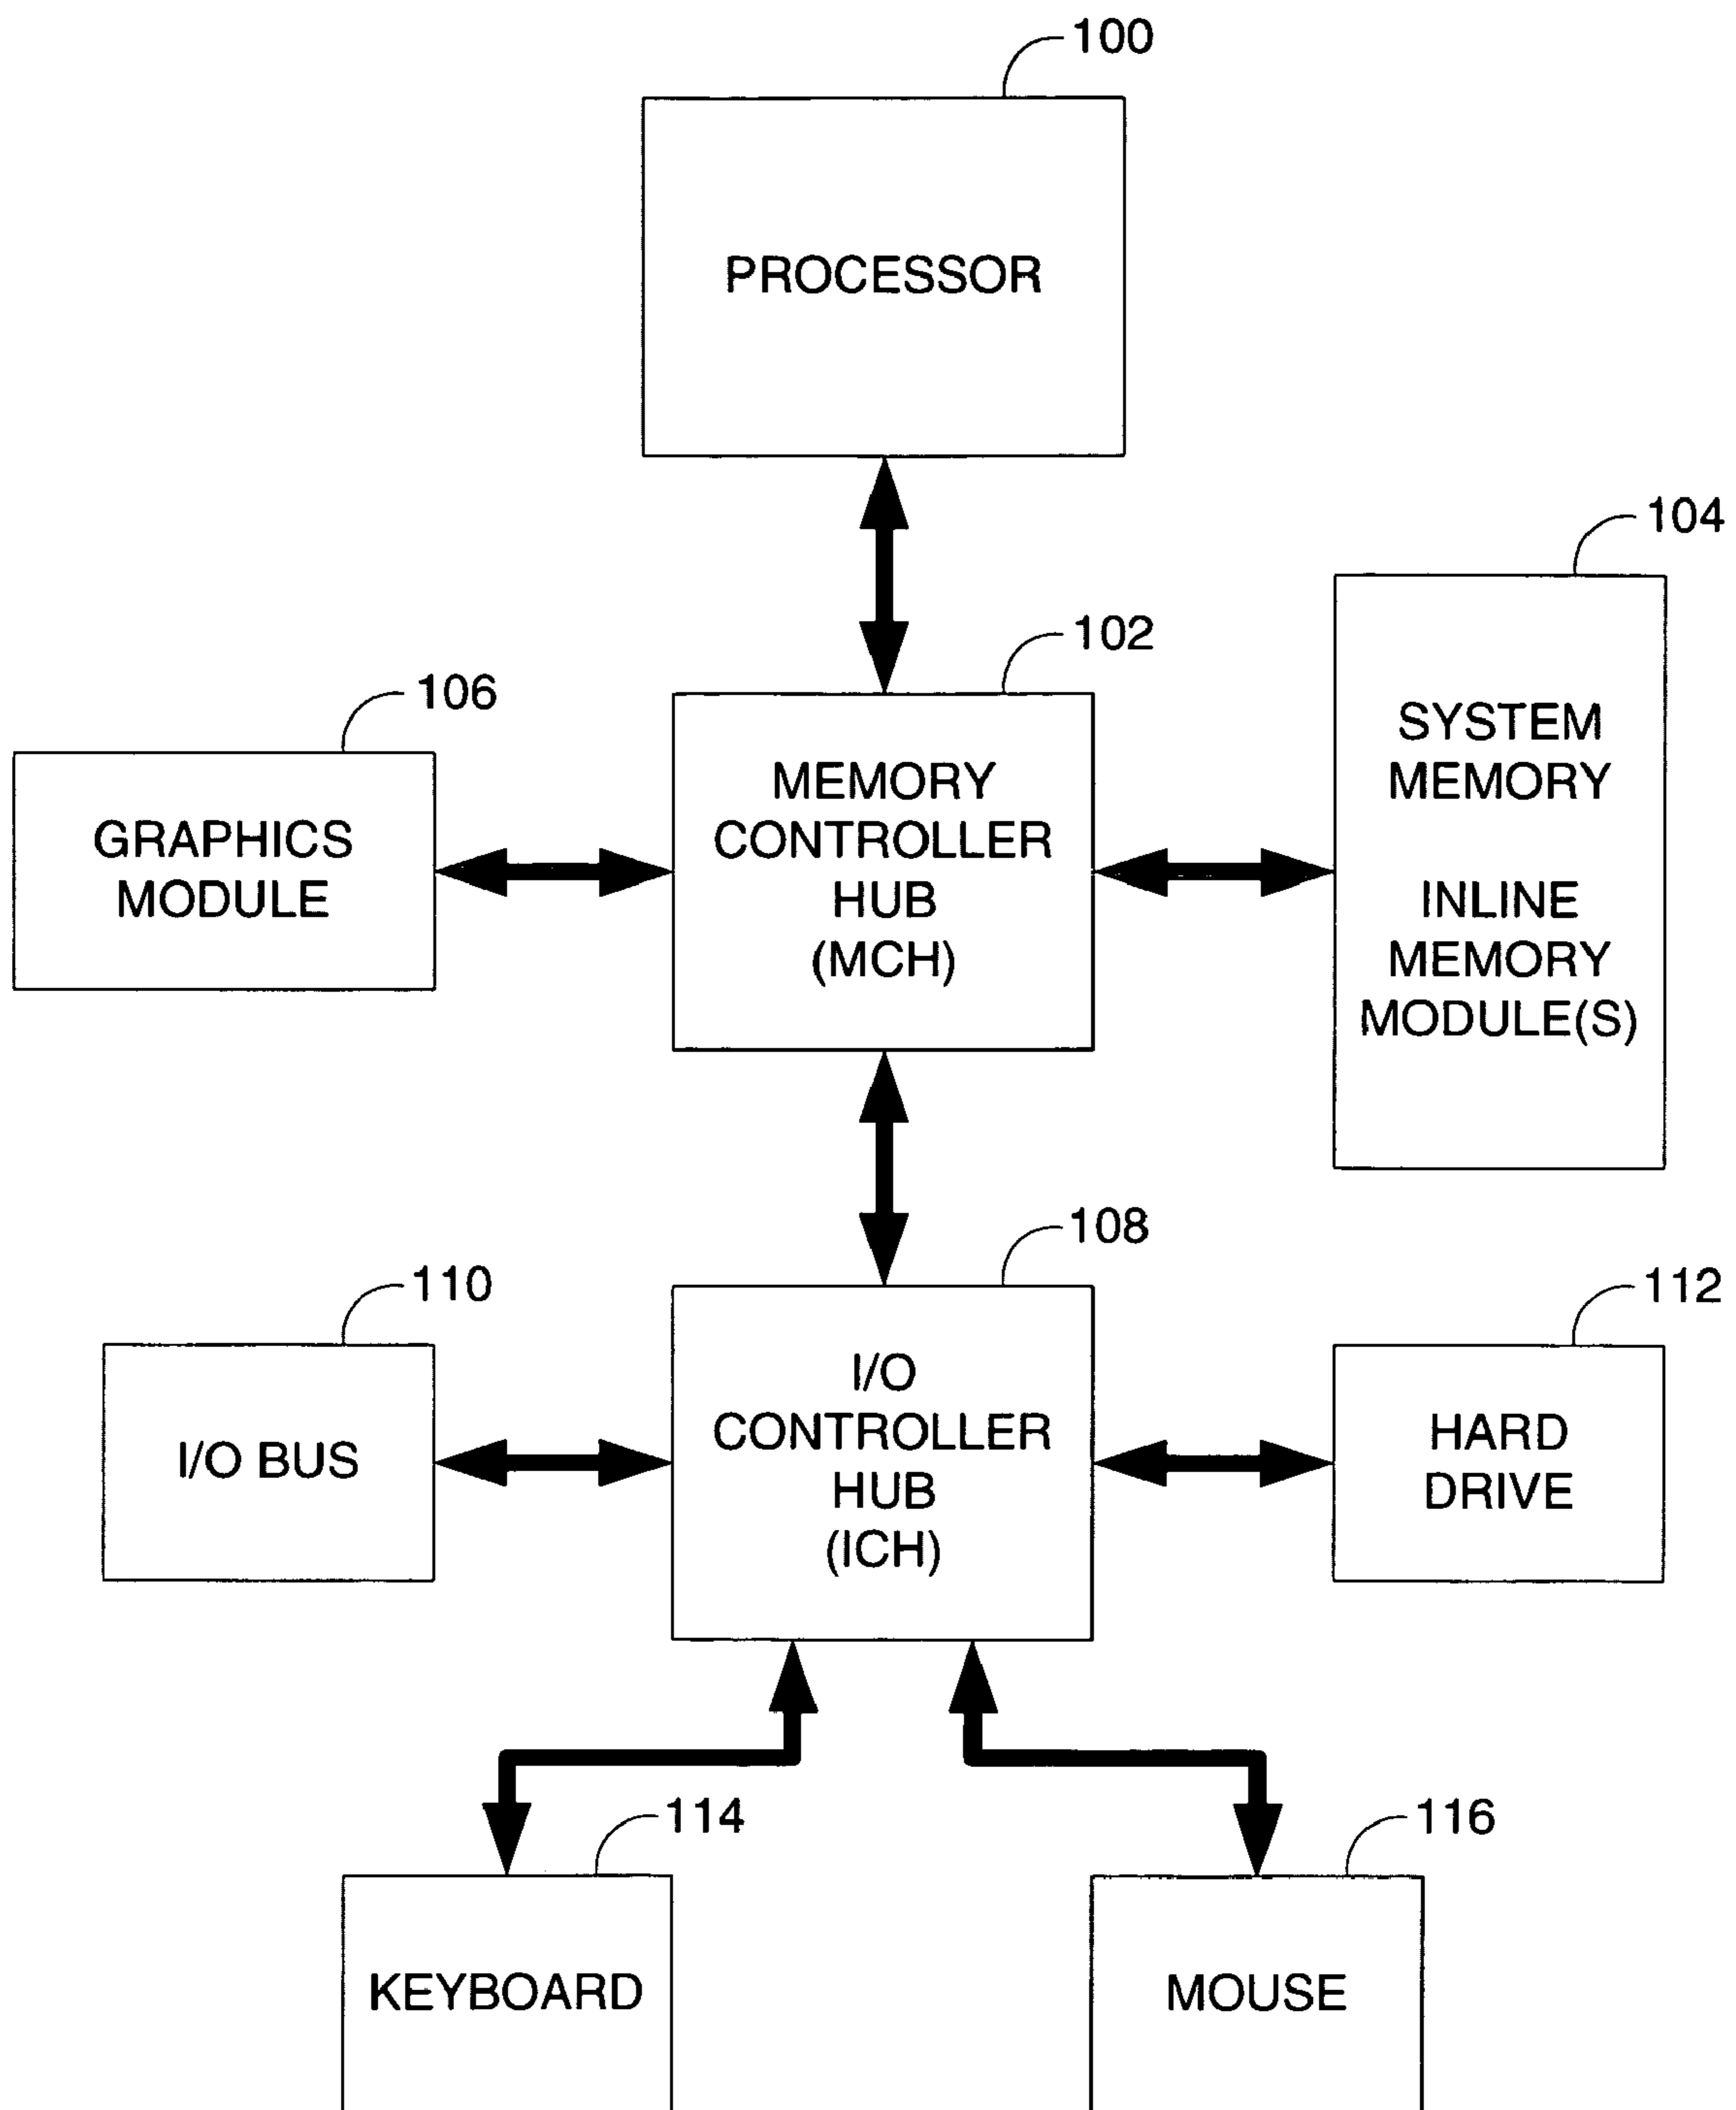 100
PROCESSOR
104
102
106
SYSTEM
MEMORY
INLINE
MEMORY
MODULE(S)
MEMORY
CONTROLLER
HUB
(MCH)
GRAPHICS
MODULE
108
110
112
I/O
CONTROLLER
HUB
(ICH)
I/O BUS
HARD
DRIVE
114
116
KEYBOARD
MOUSE